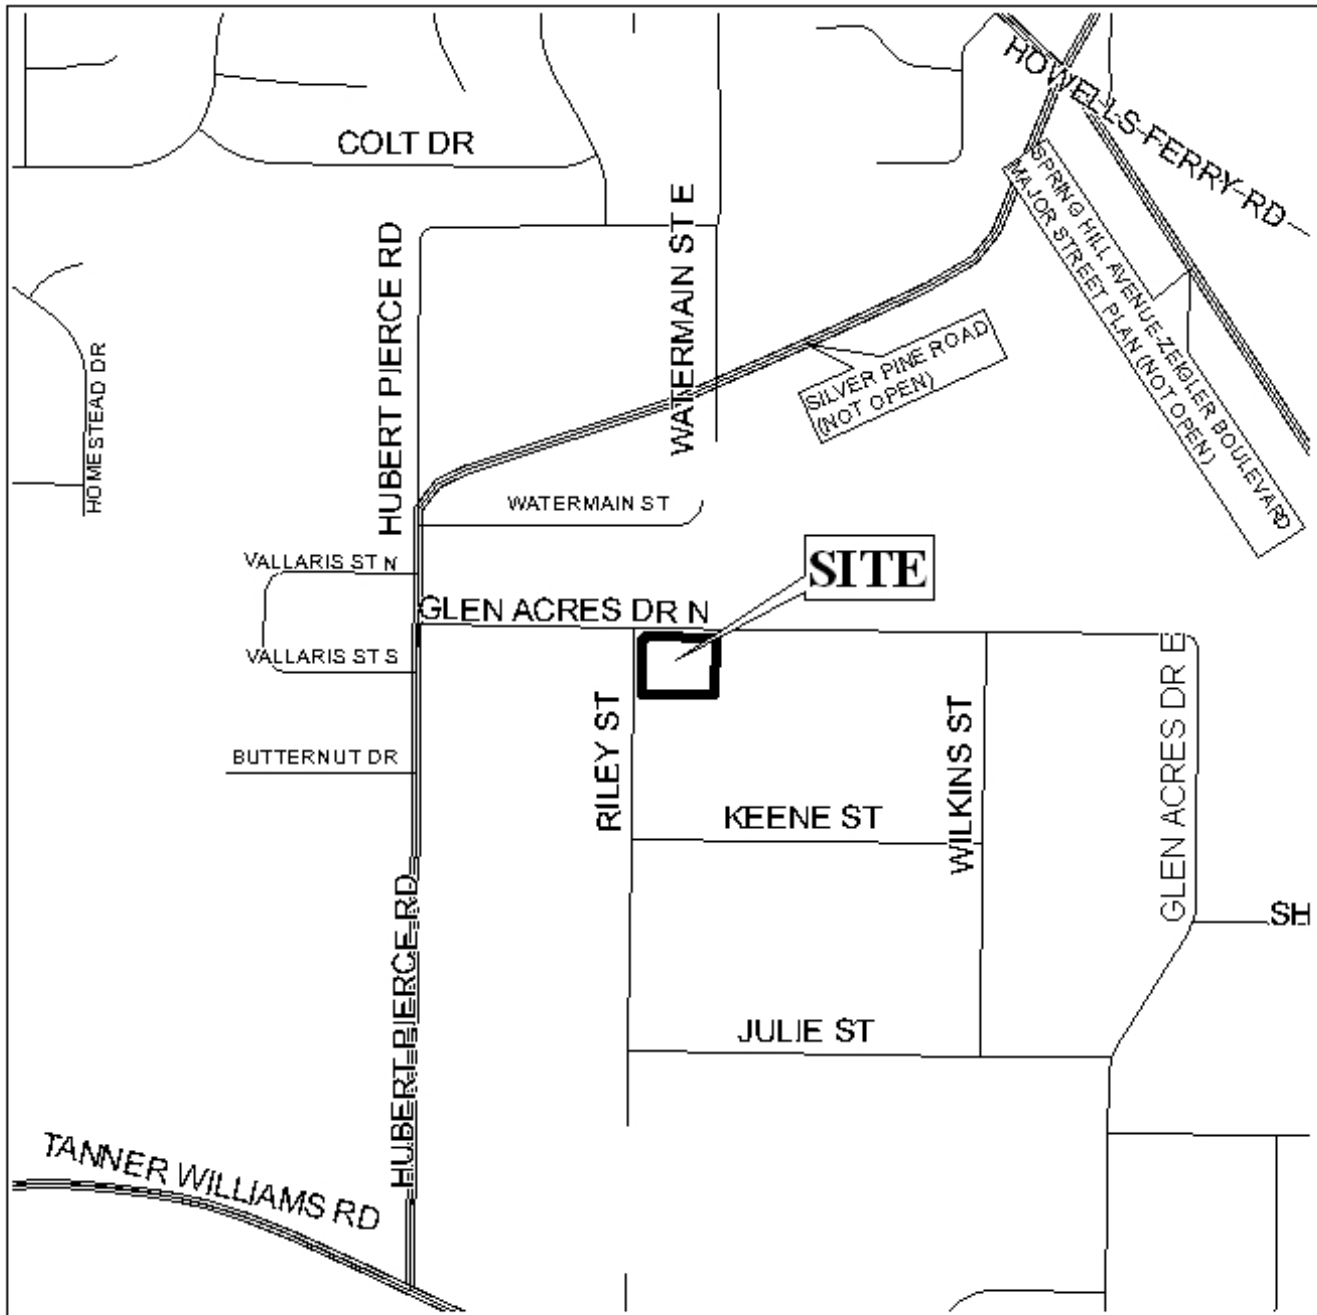 HOWELLS FERRY RD
COLT DR
SPRING HILL AVENUE-ZEIGLER BOULEVARD
MAJOR STREET PLAN (NOT OPEN)
WATERMAIN ST E
HUBERT PIERCE RD
HOMESTEAD DR
SILVER PINE ROAD
(NOT OPEN)
WATERMAIN ST
VALLARIS ST N
SITE
GLEN ACRES DR N
VALLARIS ST S
GLEN ACRES DR E
RILEY ST
WILKINS ST
BUTTERNUT DR
KEENE ST
HUBERT PIERCE RD
SH
JULIE ST
TANNER WILLIAMS RD